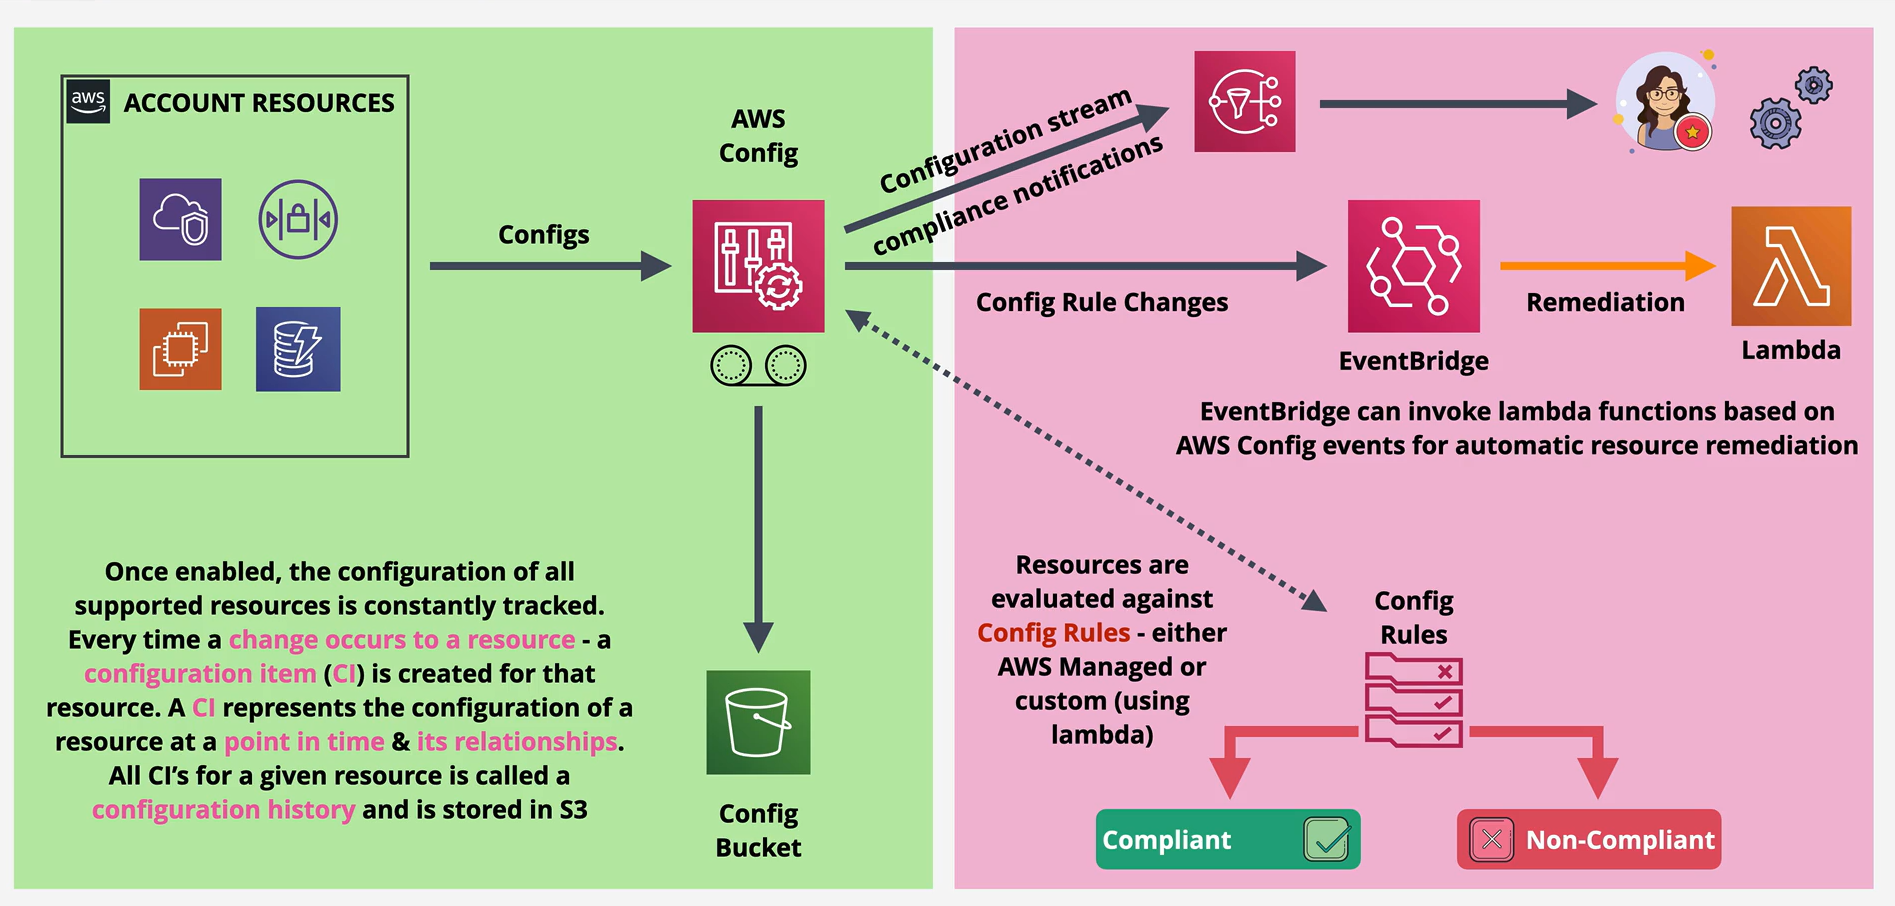 aws
ACCOUNT RESOURCES
Configs
AWS
Config
Once enabled, the configuration of all
supported resources is constantly tracked.
Every time a change occurs to a resource - a
configuration item (CI) is created for that
resource. A CI represents the configuration of a
resource at a point in time & its relationships.
All CI's for a given resource is called a
configuration history and is stored in S3
Config
Bucket
Configuration stream
compliance notifications
Config Rule Changes
EventBridge
Remediation
Lambda
EventBridge can invoke lambda functions based on
AWS Config events for automatic resource remediation
Resources are
evaluated against
Config Rules - either
AWS Managed or
custom (using
lambda)
Config
Rules
Compliant
Non-Compliant